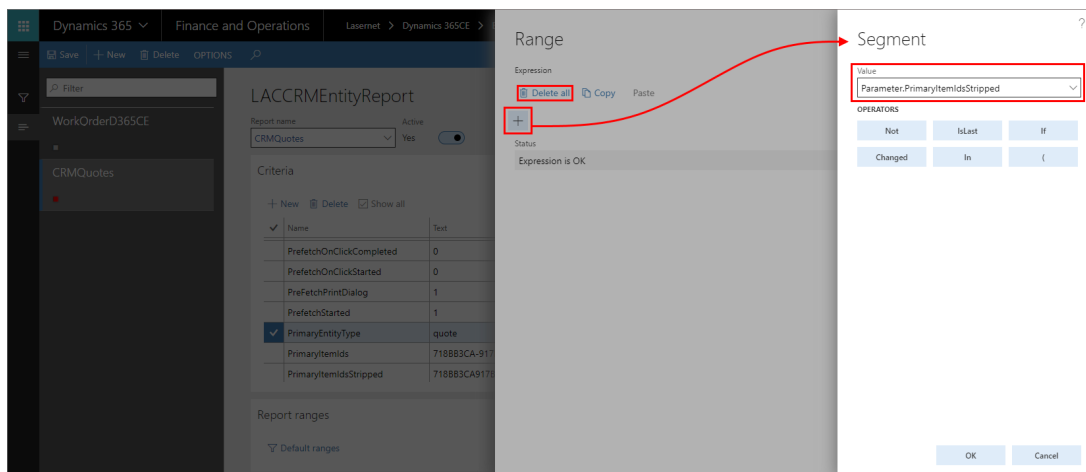 Dynamics 365
Finance and Operations
Lasernet > Dynamics 365CE >
Save
New
Delete
OPTIONS
Filter
WorkOrderD365CE
CRMQuotes
LACCRMEntityReport
Report name
Active
CRMQuotes
Yes
Criteria
New
Delete
Show all
Name Text
PrefetchOnClickCompleted 0
PrefetchOnClickStarted 0
PreFetchPrintDialog 1
PrefetchStarted 1
PrimaryEntityType quote
PrimaryItemIds 718BB3CA-917
PrimaryItemIdsStripped 718BB3CA917E
Report ranges
Default ranges
Range
Expression
Delete all
Copy
Paste
+
Status
Expression is OK
?
Segment
Value
Parameter.PrimaryItemIdsStripped
OPERATORS
Not IsLast If
Changed In (
OK Cancel